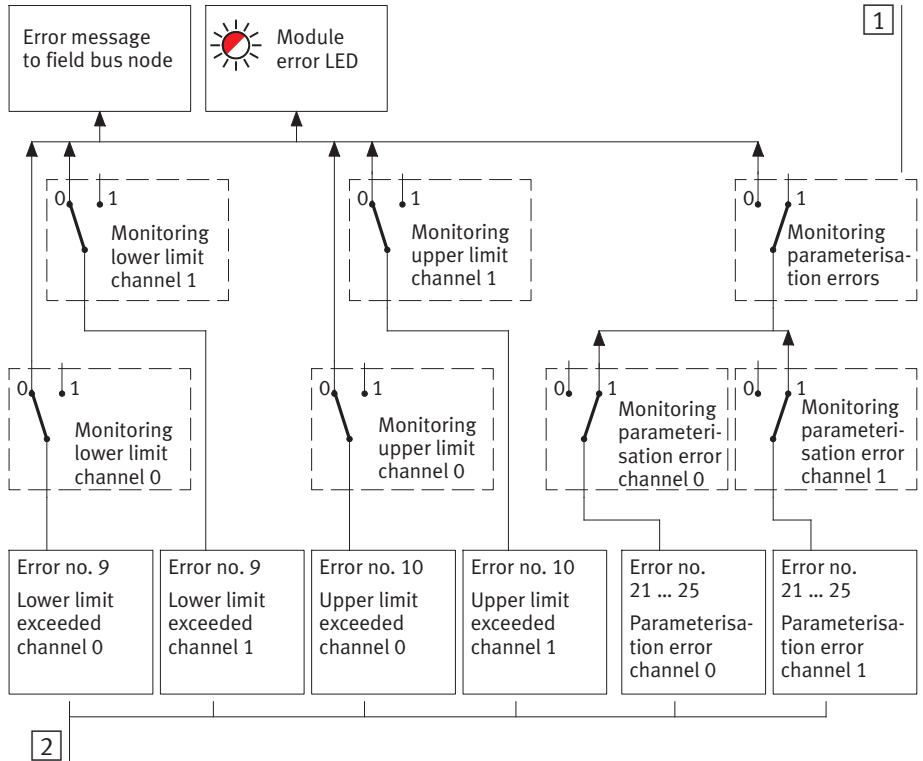 Error message
to field bus node
Module
error LED
1
0
1
Monitoring
lower limit
channel 1
0
1
Monitoring
upper limit
channel 1
0
1
Monitoring
parameterisa-
tion errors
0
1
Monitoring
lower limit
channel 0
0
1
Monitoring
upper limit
channel 0
0
1
Monitoring
parameteri-
sation error
channel 0
0
1
Monitoring
parameteri-
sation error
channel 1
Error no. 9
Lower limit
exceeded
channel 0
Error no. 9
Lower limit
exceeded
channel 1
Error no. 10
Upper limit
exceeded
channel 0
Error no. 10
Upper limit
exceeded
channel 1
Error no.
21 ... 25
Parameterisa-
tion error
channel 0
Error no.
21 ... 25
Parameterisa-
tion error
channel 1
2